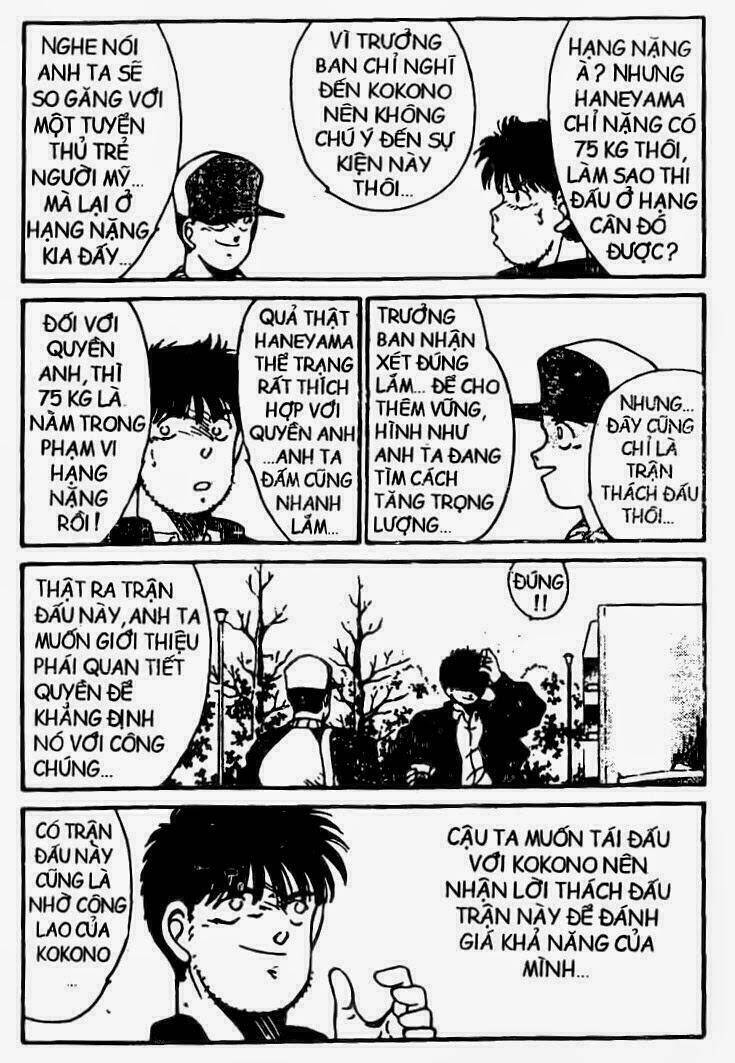 NGHE NÓI
ANH TA SẼ
SO GĂNG VỚI
MỘT TUYỂN
THỦ TRẺ
NGƯỜI MỸ...
MÀ LẠI Ở
HẠNG NẶNG
KIA ĐẤY...
VÌ TRƯỞNG
BAN CHỈ NGHĨ
ĐẾN KOKONO
NÊN KHÔNG
CHÚ Ý ĐẾN SỰ
KIỆN NÀY
THÔI...
HẠNG NẶNG
À? NHƯNG
HANEYAMA
CHỈ NẶNG CÓ
75 KG THÔI,
LÀM SAO THI
ĐẤU Ở HẠNG
CÂN ĐÓ
ĐƯỢC?
ĐỐI VỚI
QUYỀN
ANH, THÌ
75 KG LÀ
NẰM TRONG
PHẠM VI
HẠNG
NẶNG
RỒI!
QUẢ THẬT
HANEYAMA
THỂ TRẠNG
RẤT THÍCH
HỢP VỚI
QUYỀN ANH
...ANH TA
ĐẤM CŨNG
NHANH
LẮM...
TRƯỞNG
BAN NHẬN
XÉT ĐÚNG
LẮM... ĐỂ CHO
THÊM VỮNG,
HÌNH NHƯ
ANH TA ĐANG
TÌM CÁCH
TĂNG TRỌNG
LƯỢNG...
NHƯNG...
ĐÂY CŨNG
CHỈ LÀ
TRẬN
THÁCH ĐẤU
THÔI...
THẬT RA TRẬN
ĐẤU NÀY, ANH TA
MUỐN GIỚI THIỆU
PHÁI QUAN TIẾT
QUYỀN ĐỂ
KHẲNG ĐỊNH
NÓ VỚI CÔNG
CHÚNG...
ĐÚNG
!!
CÓ TRẬN
ĐẤU NÀY
CŨNG LÀ
NHỜ CÔNG
LAO CỦA
KOKONO
...
CẬU TA MUỐN TÁI ĐẤU
VỚI KOKONO NÊN
NHẬN LỜI THÁCH ĐẤU
TRẬN NÀY ĐỂ ĐÁNH
GIÁ KHẢ NĂNG CỦA
MÌNH...